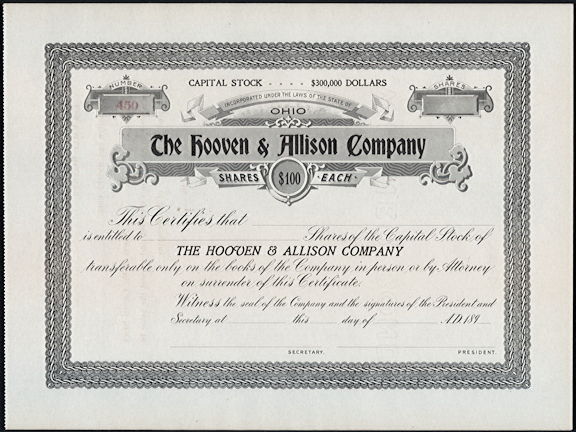 NUMBER
450
CAPITAL STOCK . . . . $300,000 DOLLARS
SHARES
INCORPORATED UNDER THE LAWS OF THE STATE OF
OHIO
The Hooven & Allison Company
SHARES $100 EACH
This Certifies that
is entitled to Shares of the Capital Stock of
THE HOOVEN & ALLISON COMPANY
transferable only on the books of the Company in person or by Attorney
on surrender of this Certificate.
Witness the seal of the Company and the signatures of the President and
Secretary at this day of A.D. 189
SECRETARY. PRESIDENT.